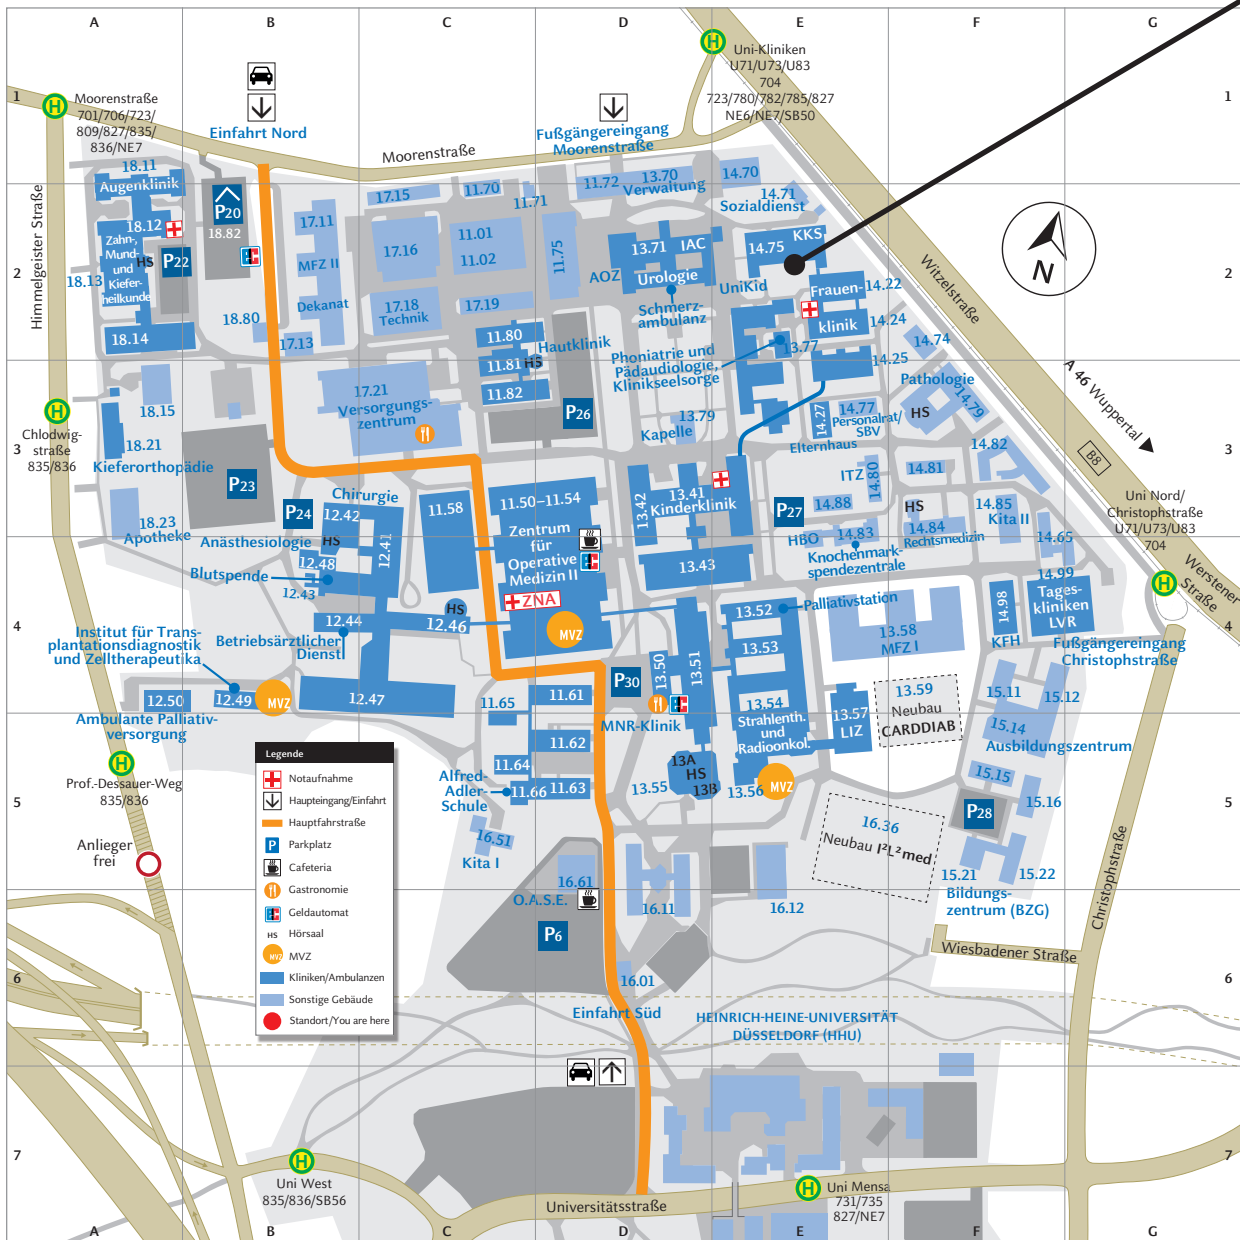 A B C D E F G
1
Moorenstraße
701/706/723/
809/827/835/
836/NE7
Einfahrt Nord
Moorenstraße
Fußgängereingang
Moorenstraße
Uni-Kliniken
U71/U73/U83
704
723/780/782/785/827
NE6/NE7/SB50
1
18.11
Augenklinik
18.12
Zahn-,
Mund-
und
Kiefer-
heilkunde
HS
P22
18.13
18.14
Himmelgeister Straße
P20
18.82
17.11
MFZ II
Dekanat
18.80
17.13
17.15
11.70
11.71
17.16
11.01
11.02
17.18
Technik
17.19
11.75
11.72
13.70
Verwaltung
14.70
14.71
Sozialdienst
13.71
IAC
Urologie
AOZ
Schmerz-
ambulanz
UniKid
14.75
KKS
Frauen-
klinik
14.22
14.24
14.25
13.77
Witzelstraße
N
2
2
11.80
Hautklinik
11.81
HS
11.82
P26
Phoniatrie und
Pädaudiologie,
Klinikseelsorge
13.79
Kapelle
14.74
Pathologie
HS
14.79
A 46 Wuppertal
B8
14.27
14.77
Personalrat/
SBV
Elternhaus
14.82
17.21
Versorgungs-
zentrum
18.15
18.21
Kieferorthopädie
Chlodwig-
straße
835/836
3
3
P23
P24
18.23
Apotheke
Chirurgie
12.42
HS
12.41
Anästhesiologie
12.48
Blutspende
12.43
11.58
11.50–11.54
Zentrum
für
Operative
Medizin II
ZNA
MVZ
13.42
13.41
Kinderklinik
13.43
P27
ITZ
14.80
14.88
HBO
14.83
Knochenmark-
spendezentrale
14.81
HS
14.84
Rechtsmedizin
14.85
Kita II
14.65
Uni Nord/
Christophstraße
U71/U73/U83
704
Werstener
Straße
4
4
12.44
HS
12.46
Betriebsärztlicher
Dienst
Institut für Trans-
plantationsdiagnostik
und Zelltherapeutika
12.50
12.49
MVZ
12.47
Ambulante Palliativ-
versorgung
13.52
Palliativstation
13.53
13.50
13.51
13.54
Strahlenth.
und
Radioonkol.
13.58
MFZ I
14.98
KFH
14.99
Tages-
kliniken
LVR
Fußgängereingang
Christophstraße
P30
MNR-Klinik
11.61
11.65
11.62
11.64
11.66
11.63
Alfred-
Adler-
Schule
13.57
LIZ
13.59
Neubau
CARDDIAB
15.11
15.12
15.14
Ausbildungszentrum
15.15
15.16
13A
HS
13B
13.55
13.56
MVZ
P28
16.36
Neubau I²L²med
15.21
15.22
Bildungs-
zentrum (BZG)
Prof.-Dessauer-Weg
835/836
Anlieger
frei
5
5
16.51
Kita I
16.61
O.A.S.E.
P6
16.11
16.12
16.01
Einfahrt Süd
Wiesbadener Straße
Christophstraße
6
6
HEINRICH-HEINE-UNIVERSITÄT
DÜSSELDORF (HHU)
Legende
Notaufnahme
Haupteingang/Einfahrt
Hauptfahrstraße
P Parkplatz
Cafeteria
Gastronomie
Geldautomat
HS Hörsaal
MVZ MVZ
Kliniken/Ambulanzen
Sonstige Gebäude
Standort/You are here
7
7
Uni West
835/836/SB56
Universitätsstraße
Uni Mensa
731/735
827/NE7
H
H
H
H
H
H
H
A B C D E F G